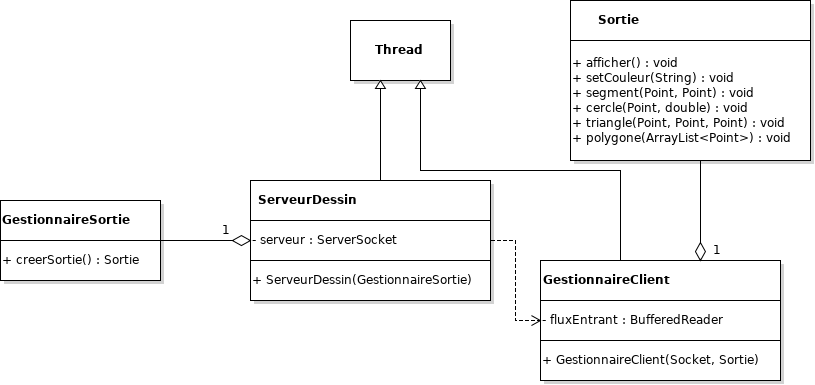 Thread
Sortie
+ afficher() : void
+ setCouleur(String) : void
+ segment(Point, Point) : void
+ cercle(Point, double) : void
+ triangle(Point, Point, Point) : void
+ polygone(ArrayList<Point>) : void
GestionnaireSortie
+ creerSortie() : Sortie
1
ServeurDessin
- serveur : ServerSocket
+ ServeurDessin(GestionnaireSortie)
1
GestionnaireClient
- fluxEntrant : BufferedReader
+ GestionnaireClient(Socket, Sortie)